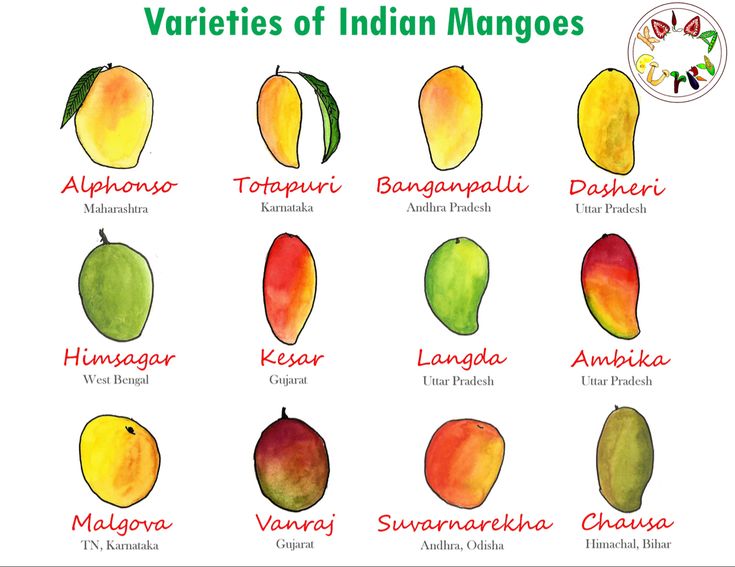 Varieties of Indian Mangoes
KAIDA
CURRY
Alphonso
Maharashtra
Totapuri
Karnataka
Banganpalli
Andhra Pradesh
Dasheri
Uttar Pradesh
Himsagar
West Bengal
Kesar
Gujarat
Langda
Uttar Pradesh
Ambika
Uttar Pradesh
Malgova
TN, Karnataka
Vanraj
Gujarat
Suvarnarekha
Andhra, Odisha
Chausa
Himachal, Bihar